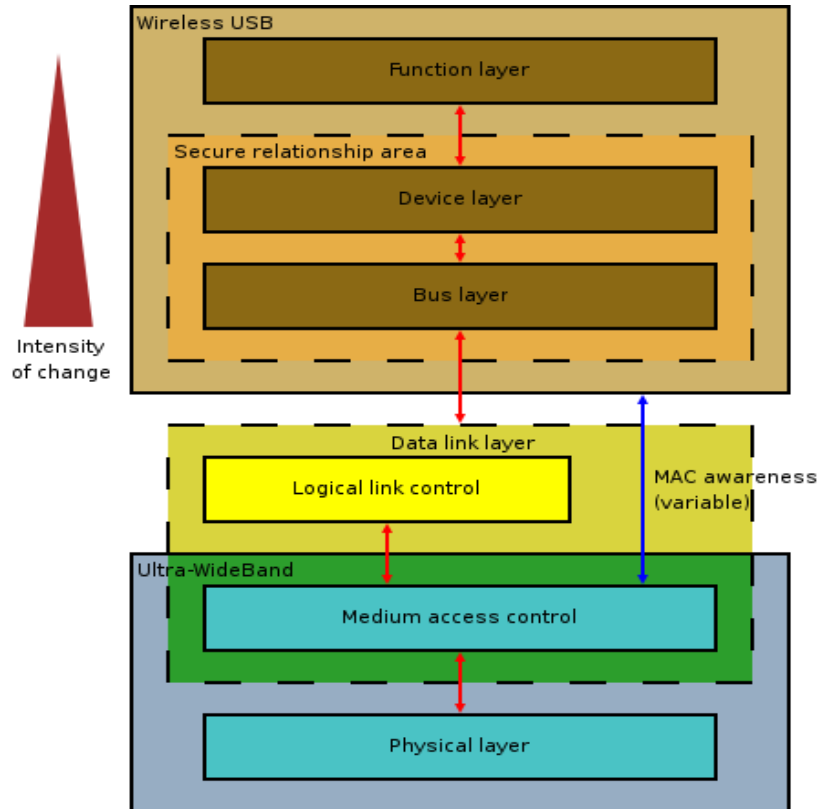 Wireless USB
Function layer
Secure relationship area
Device layer
Bus layer
Intensity
of change
Data link layer
Logical link control
MAC awareness
(variable)
Ultra-WideBand
Medium access control
Physical layer